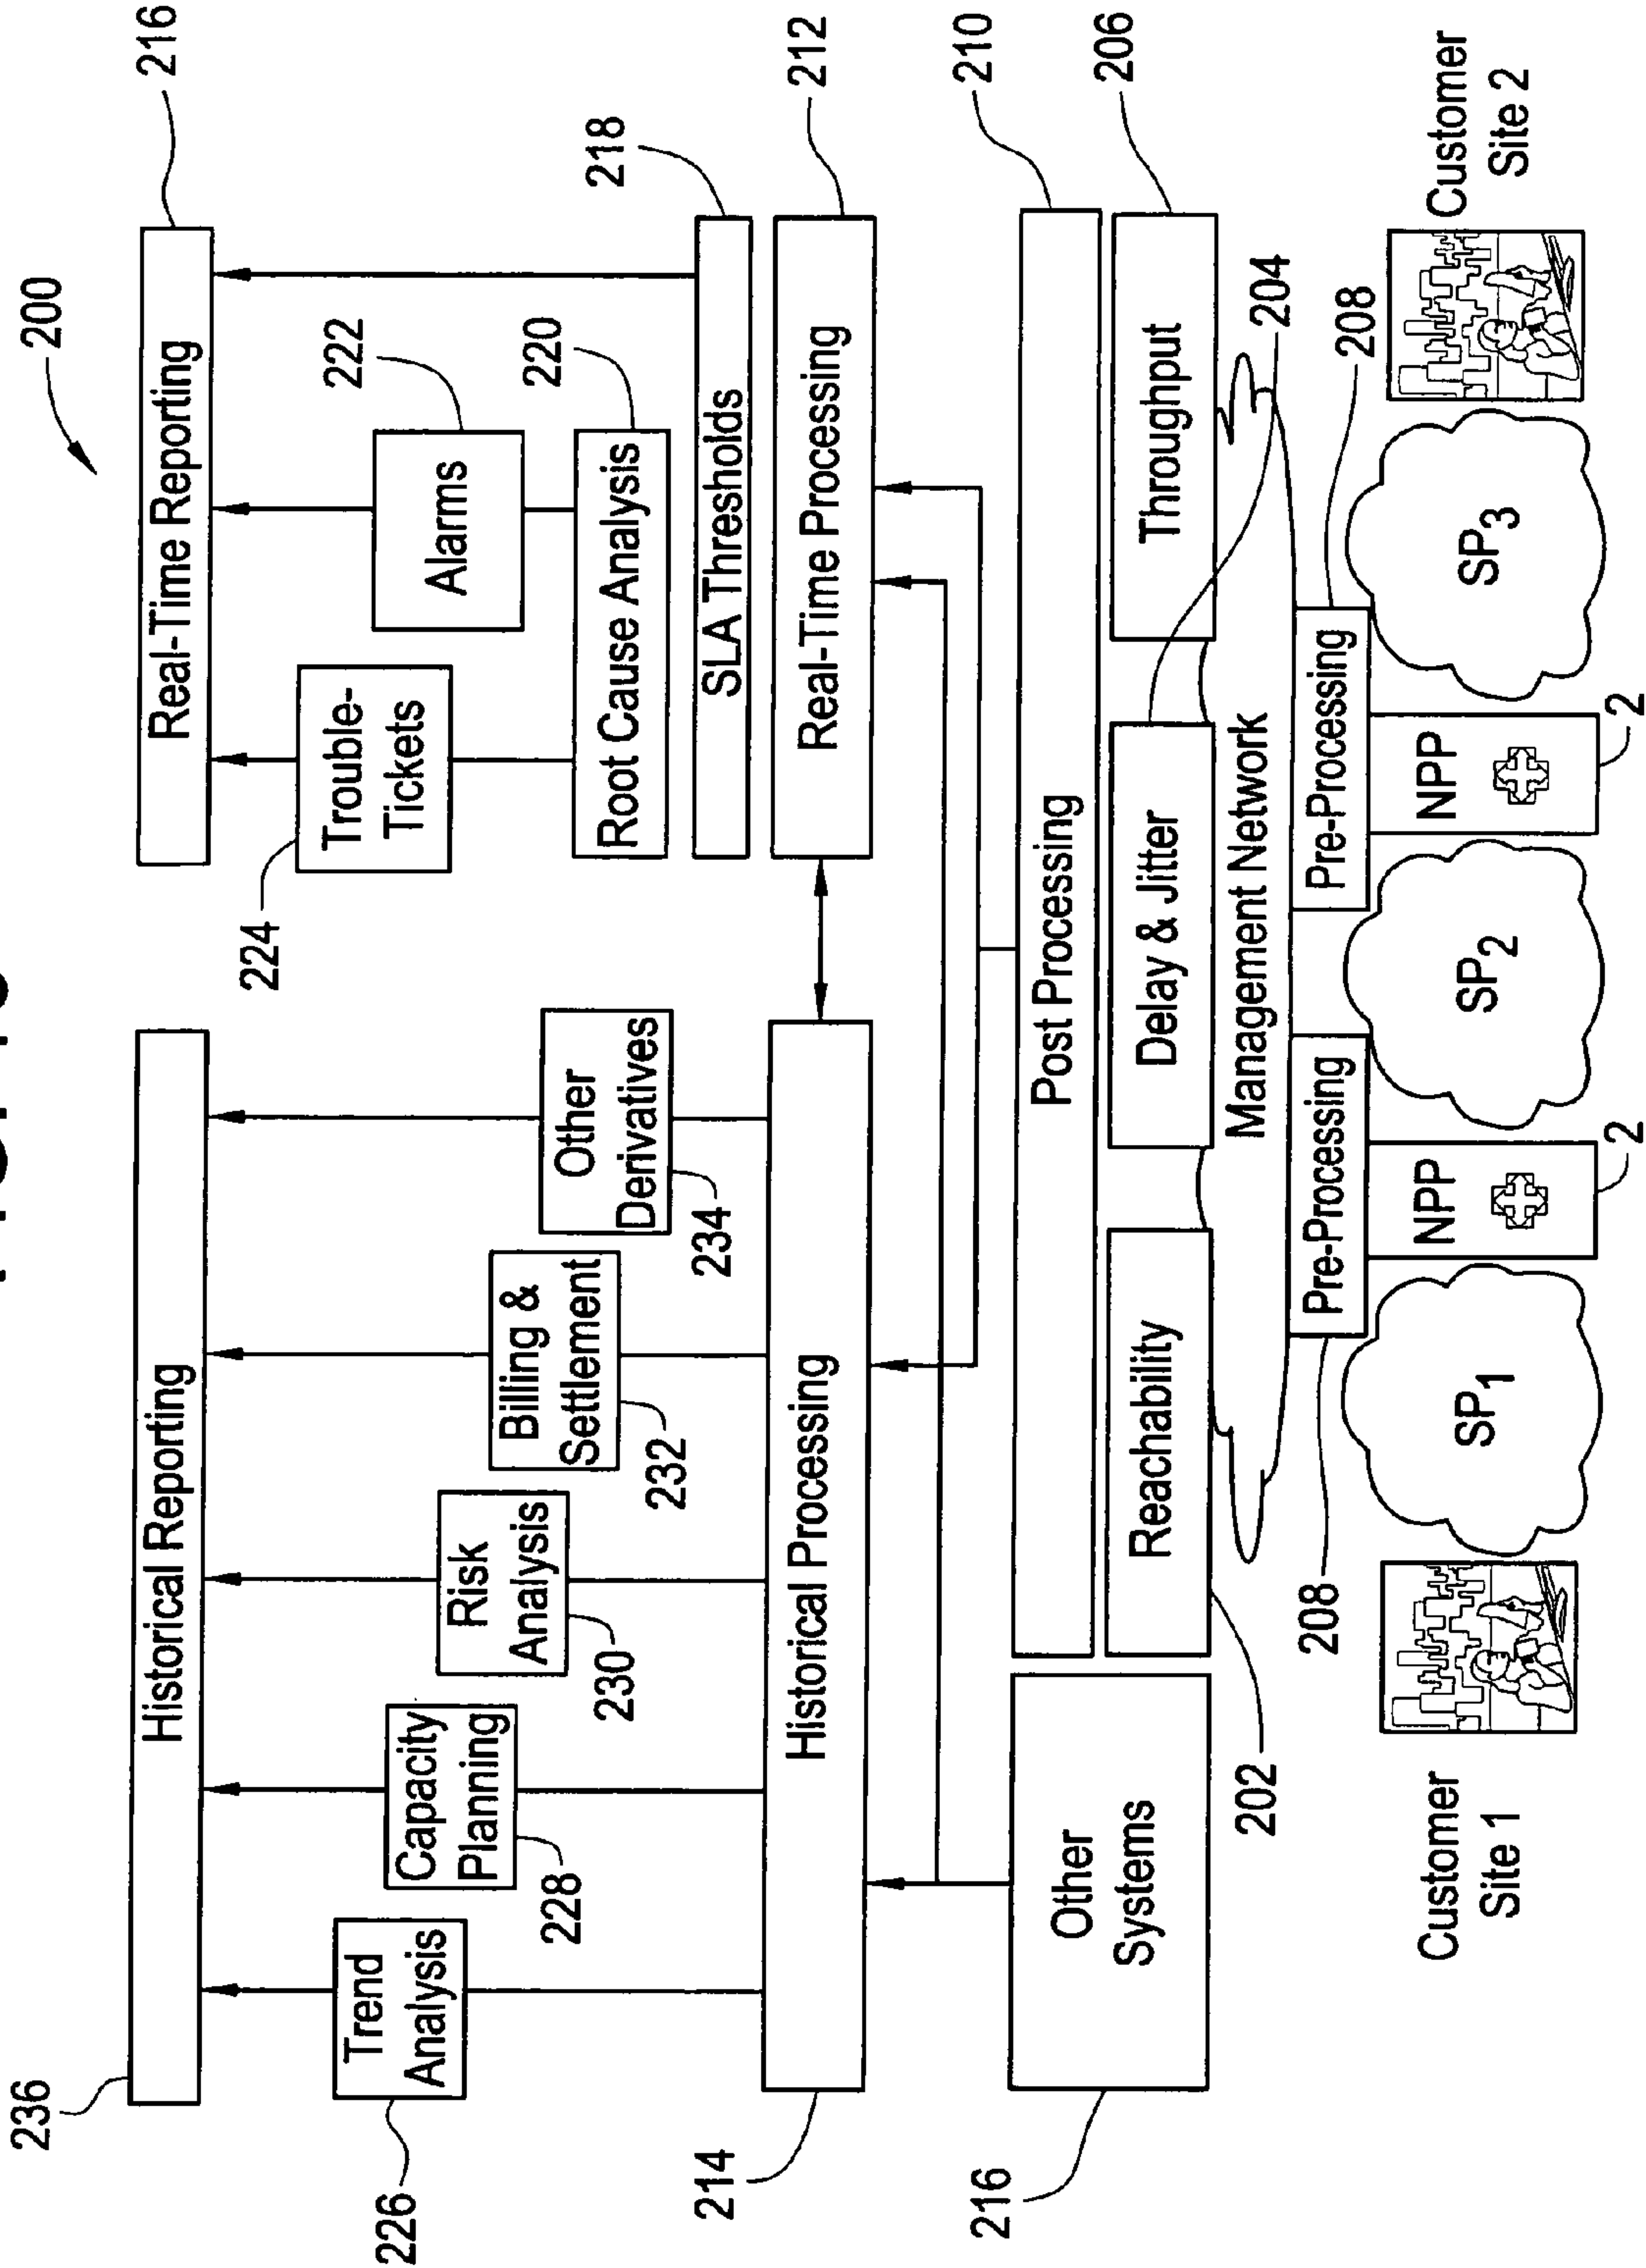 200
236
Historical Reporting
Real-Time Reporting
216
Trend
Analysis
226
Capacity
Planning
228
Risk
Analysis
230
Billing &
Settlement
232
Other
Derivatives
234
224
Trouble-
Tickets
Alarms
222
Root Cause Analysis
220
SLA Thresholds
218
214
Historical Processing
Real-Time Processing
212
216
Other
Systems
Post Processing
210
202
Reachability
Delay & Jitter
204
Throughput
206
Management Network
208
Pre-Processing
Pre-Processing
208
Customer
Site 1
SP1
NPP
2
SP2
NPP
2
SP3
Customer
Site 2